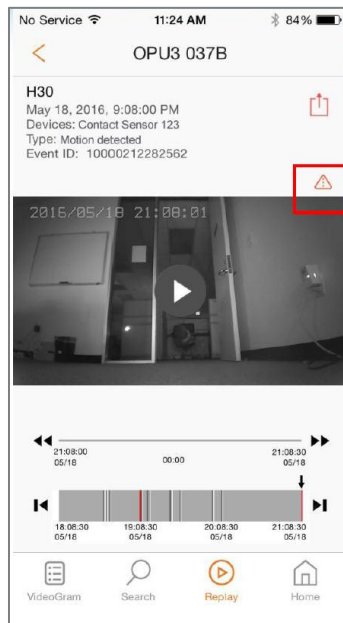 No Service 11:24 AM 84%
OPU3 037B
H30
May 18, 2016, 9:08:00 PM
Devices: Contact Sensor 123
Type: Motion detected
Event ID: 10000212282562
2016/05/18 21:08:01
21:08:00 00:00 21:08:30
05/18 05/18
18:08:30 19:08:30 20:08:30 21:08:30
05/18 05/18 05/18 05/18
VideoGram Search Replay Home